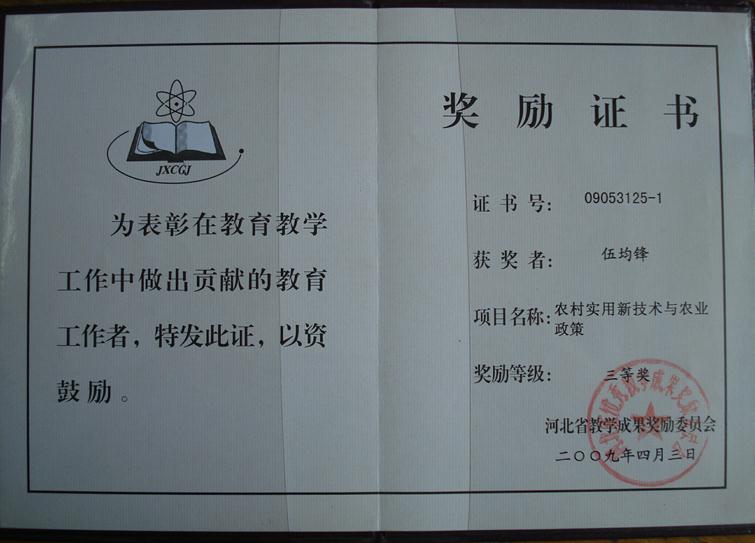 JXCGJ
为表彰在教育教学
工作中做出贡献的教育
工作者，特发此证，以资
鼓励。
奖励证书
证书号：09053125-1
获奖者：伍均锋
项目名称：农村实用新技术与农业
政策
奖励等级：三等奖
河北省教学成果奖励委员会
二〇〇九年四月三日